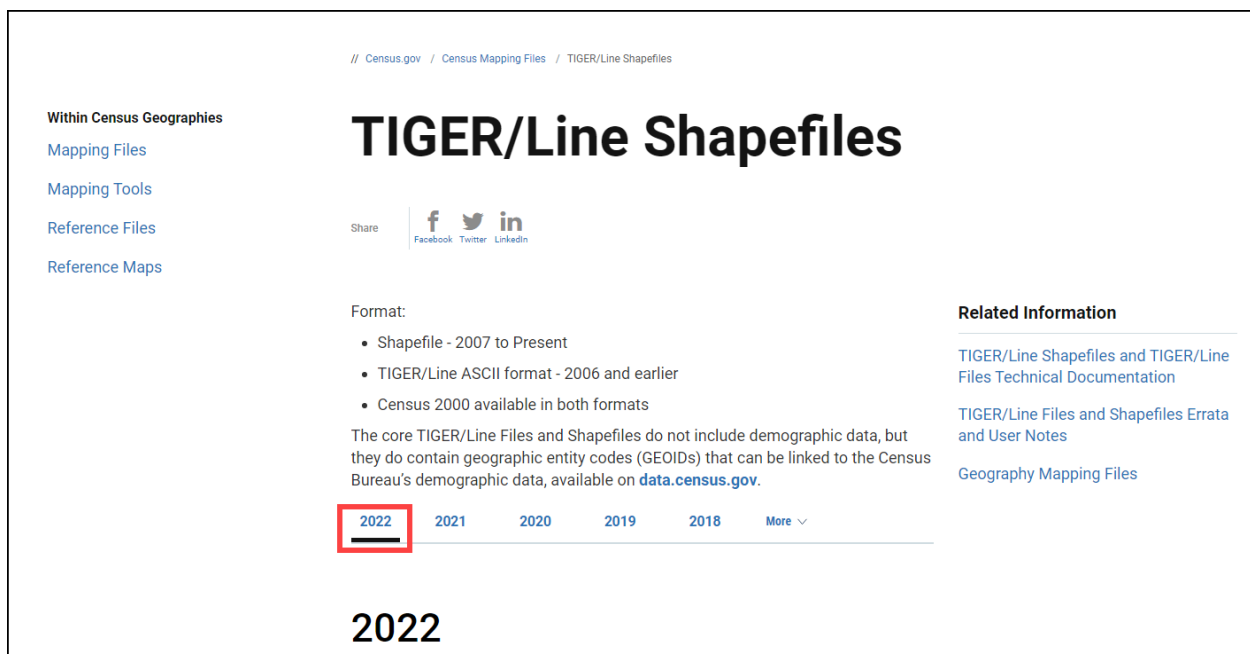 // Census.gov / Census Mapping Files / TIGER/Line Shapefiles
Within Census Geographies
Mapping Files
Mapping Tools
Reference Files
Reference Maps
TIGER/Line Shapefiles
Share
Facebook Twitter LinkedIn
Format:
• Shapefile - 2007 to Present
• TIGER/Line ASCII format - 2006 and earlier
• Census 2000 available in both formats
The core TIGER/Line Files and Shapefiles do not include demographic data, but
they do contain geographic entity codes (GEOIDs) that can be linked to the Census
Bureau's demographic data, available on data.census.gov.
2022 2021 2020 2019 2018 More
2022
Related Information
TIGER/Line Shapefiles and TIGER/Line
Files Technical Documentation
TIGER/Line Files and Shapefiles Errata
and User Notes
Geography Mapping Files